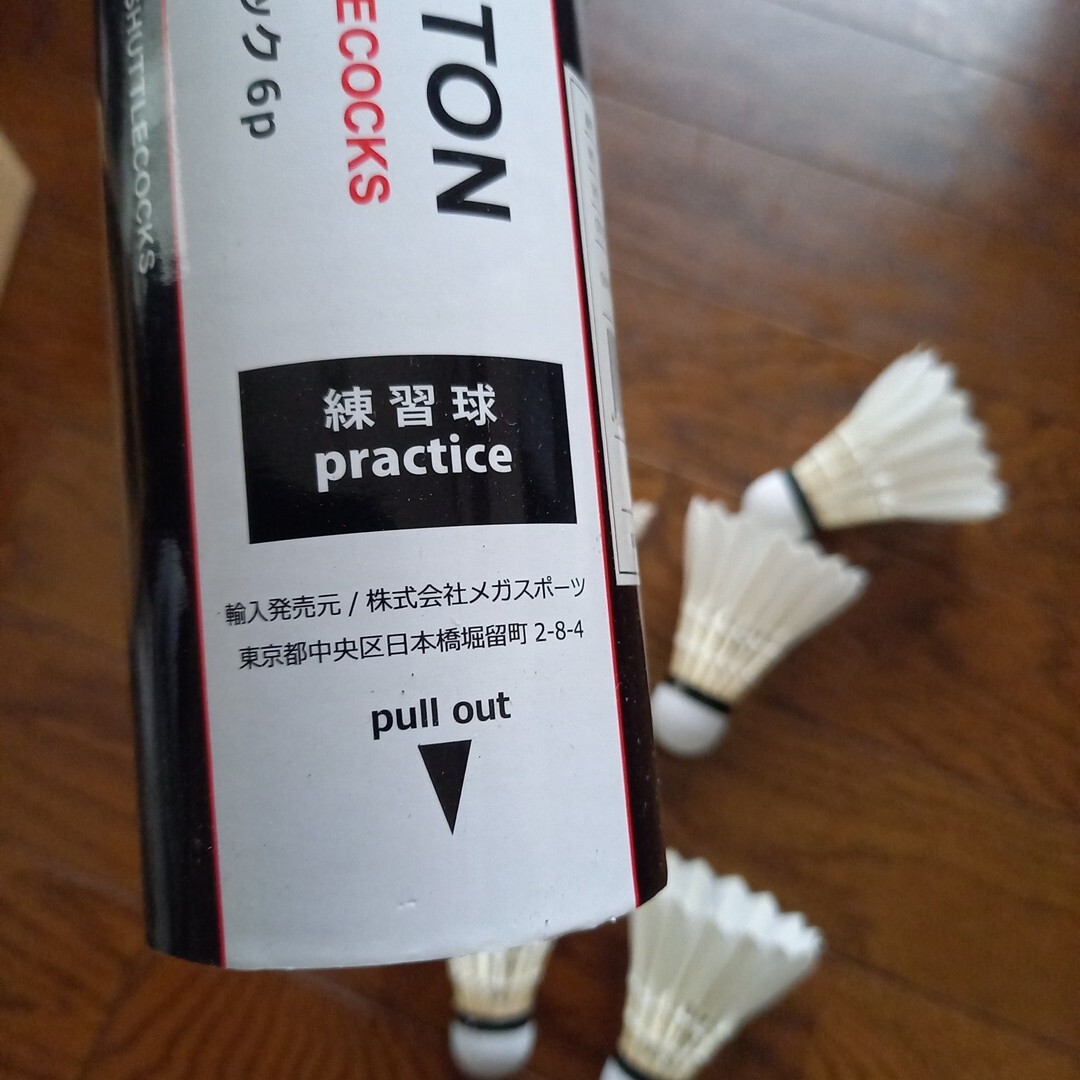 SHUTTLECOCKS
ック 6p
ECOCKS
TON
練習球
practice
輸入発売元 / 株式会社メガスポーツ
東京都中央区日本橋堀留町 2-8-4
pull out